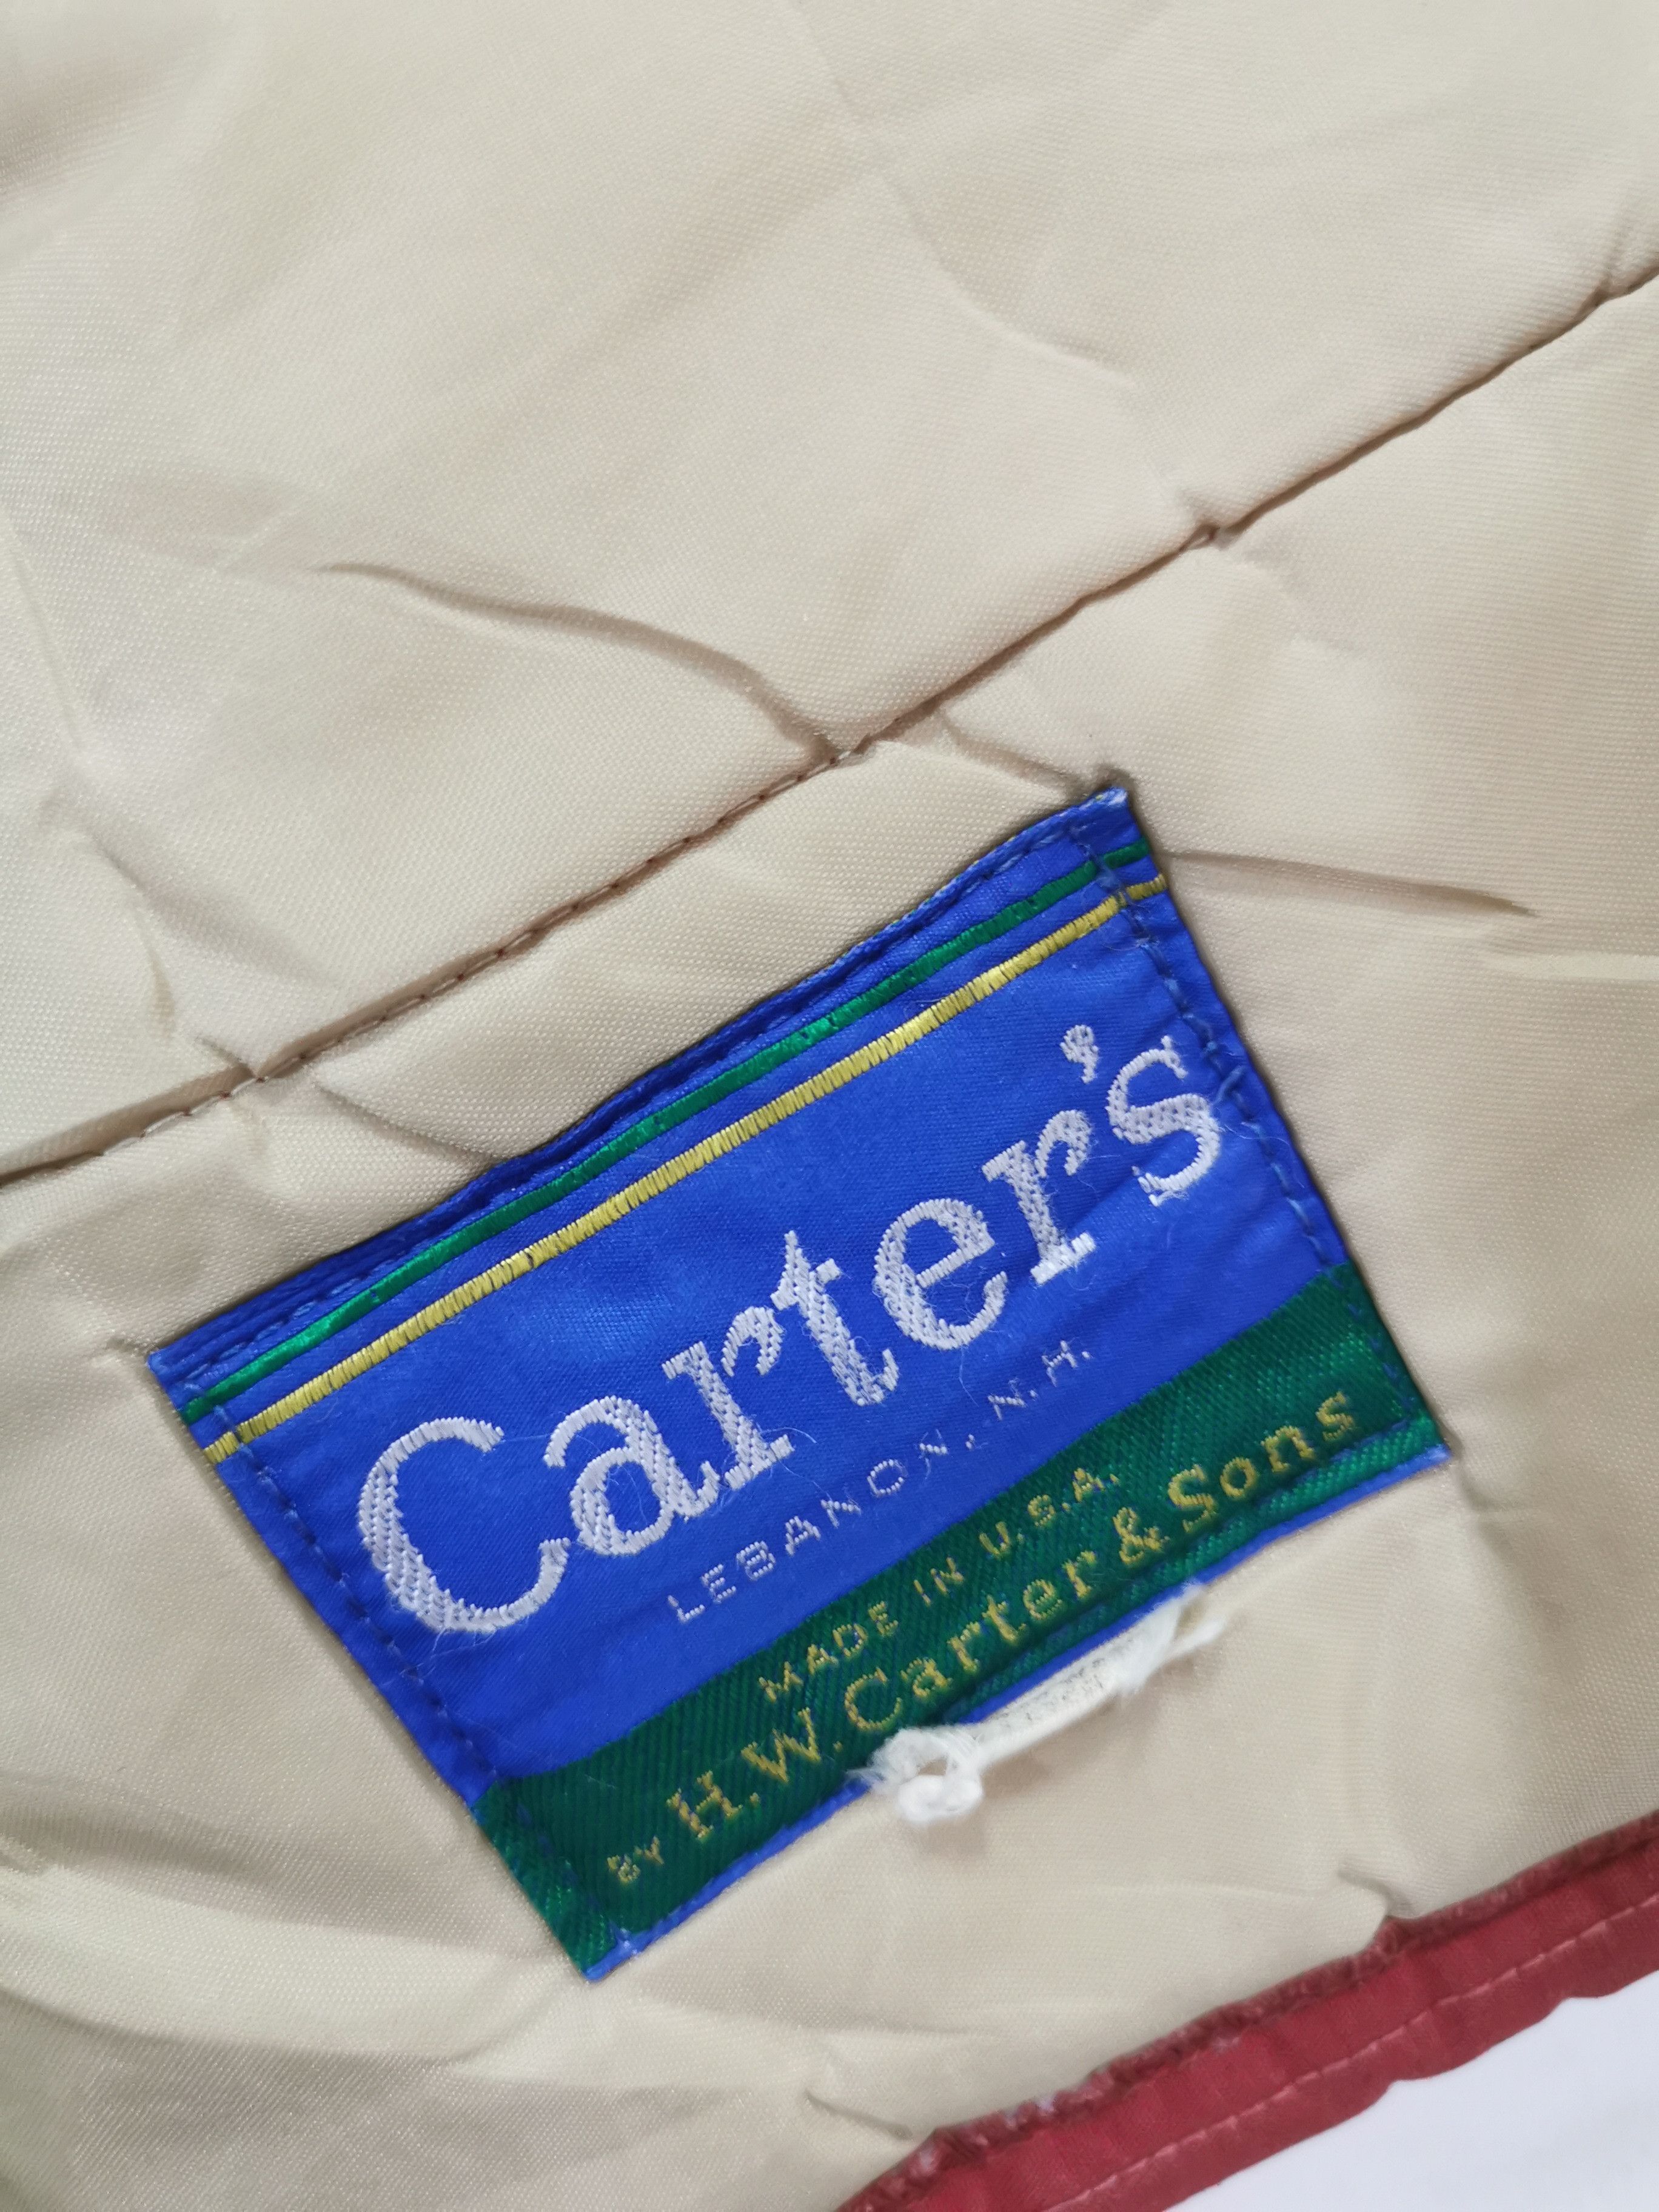 Carter's
LEBANON, N.H.
MADE IN U.S.A.
BY H.W. Carter & Sons